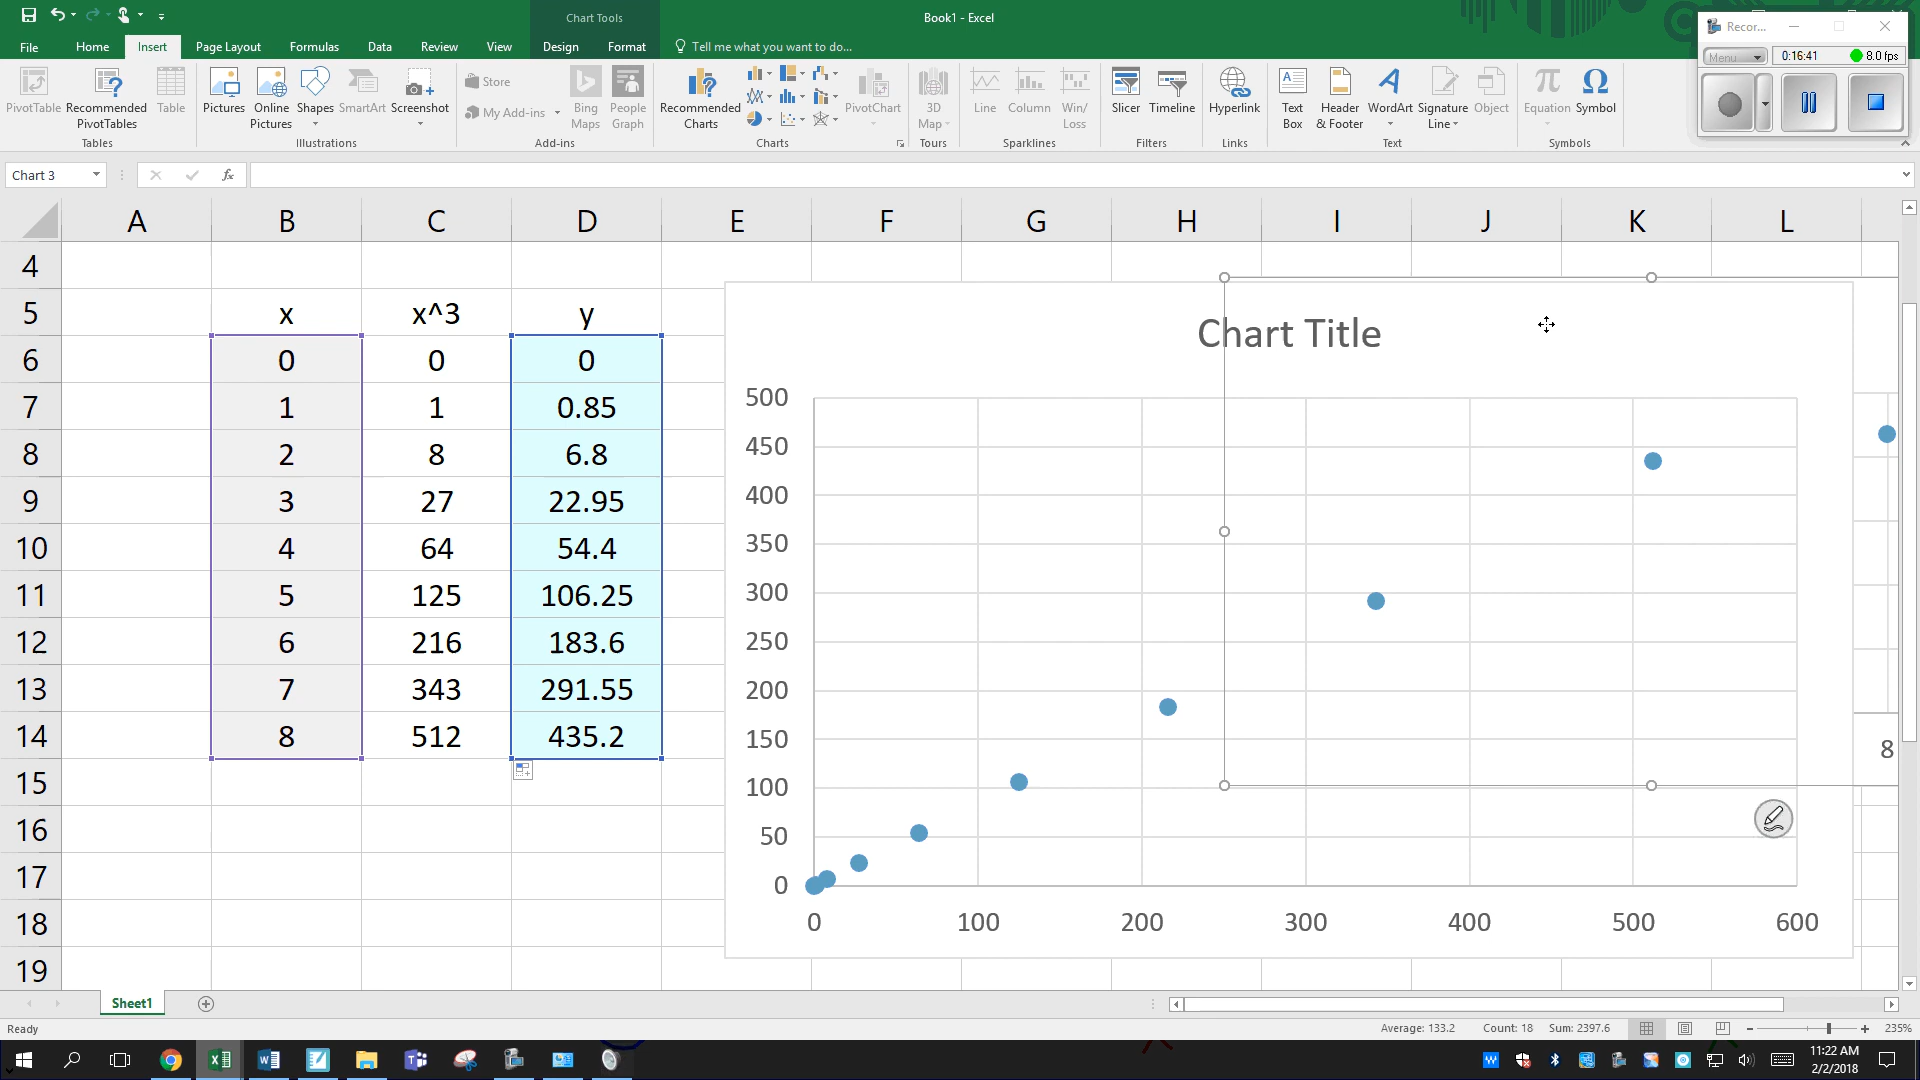 Chart Tools
Book1 - Excel
File Home Insert Page Layout Formulas Data Review View Design Format Tell me what you want to do...
Recor...
Menu 0:16:41 8.0 fps
PivotTable Recommended PivotTables Table
Tables
Pictures Online Pictures Shapes SmartArt Screenshot
Illustrations
Store
My Add-ins
Bing Maps People Graph
Add-ins
Recommended Charts
PivotChart
Charts
3D Map
Tours
Line Column Win/ Loss
Sparklines
Slicer Timeline
Filters
Hyperlink
Links
Text Box Header & Footer WordArt Signature Line Object
Text
Equation Symbol
Symbols
Chart 3 fx
A B C D E F G H I J K L
4
5 x x^3 y
6 0 0 0
7 1 1 0.85
8 2 8 6.8
9 3 27 22.95
10 4 64 54.4
11 5 125 106.25
12 6 216 183.6
13 7 343 291.55
14 8 512 435.2
15
16
17
18
19
Chart Title
500
450
400
350
300
250
200
150
100
50
0
0 100 200 300 400 500 600
8
Sheet1
Ready Average: 133.2 Count: 18 Sum: 2397.6 235%
11:22 AM
2/2/2018